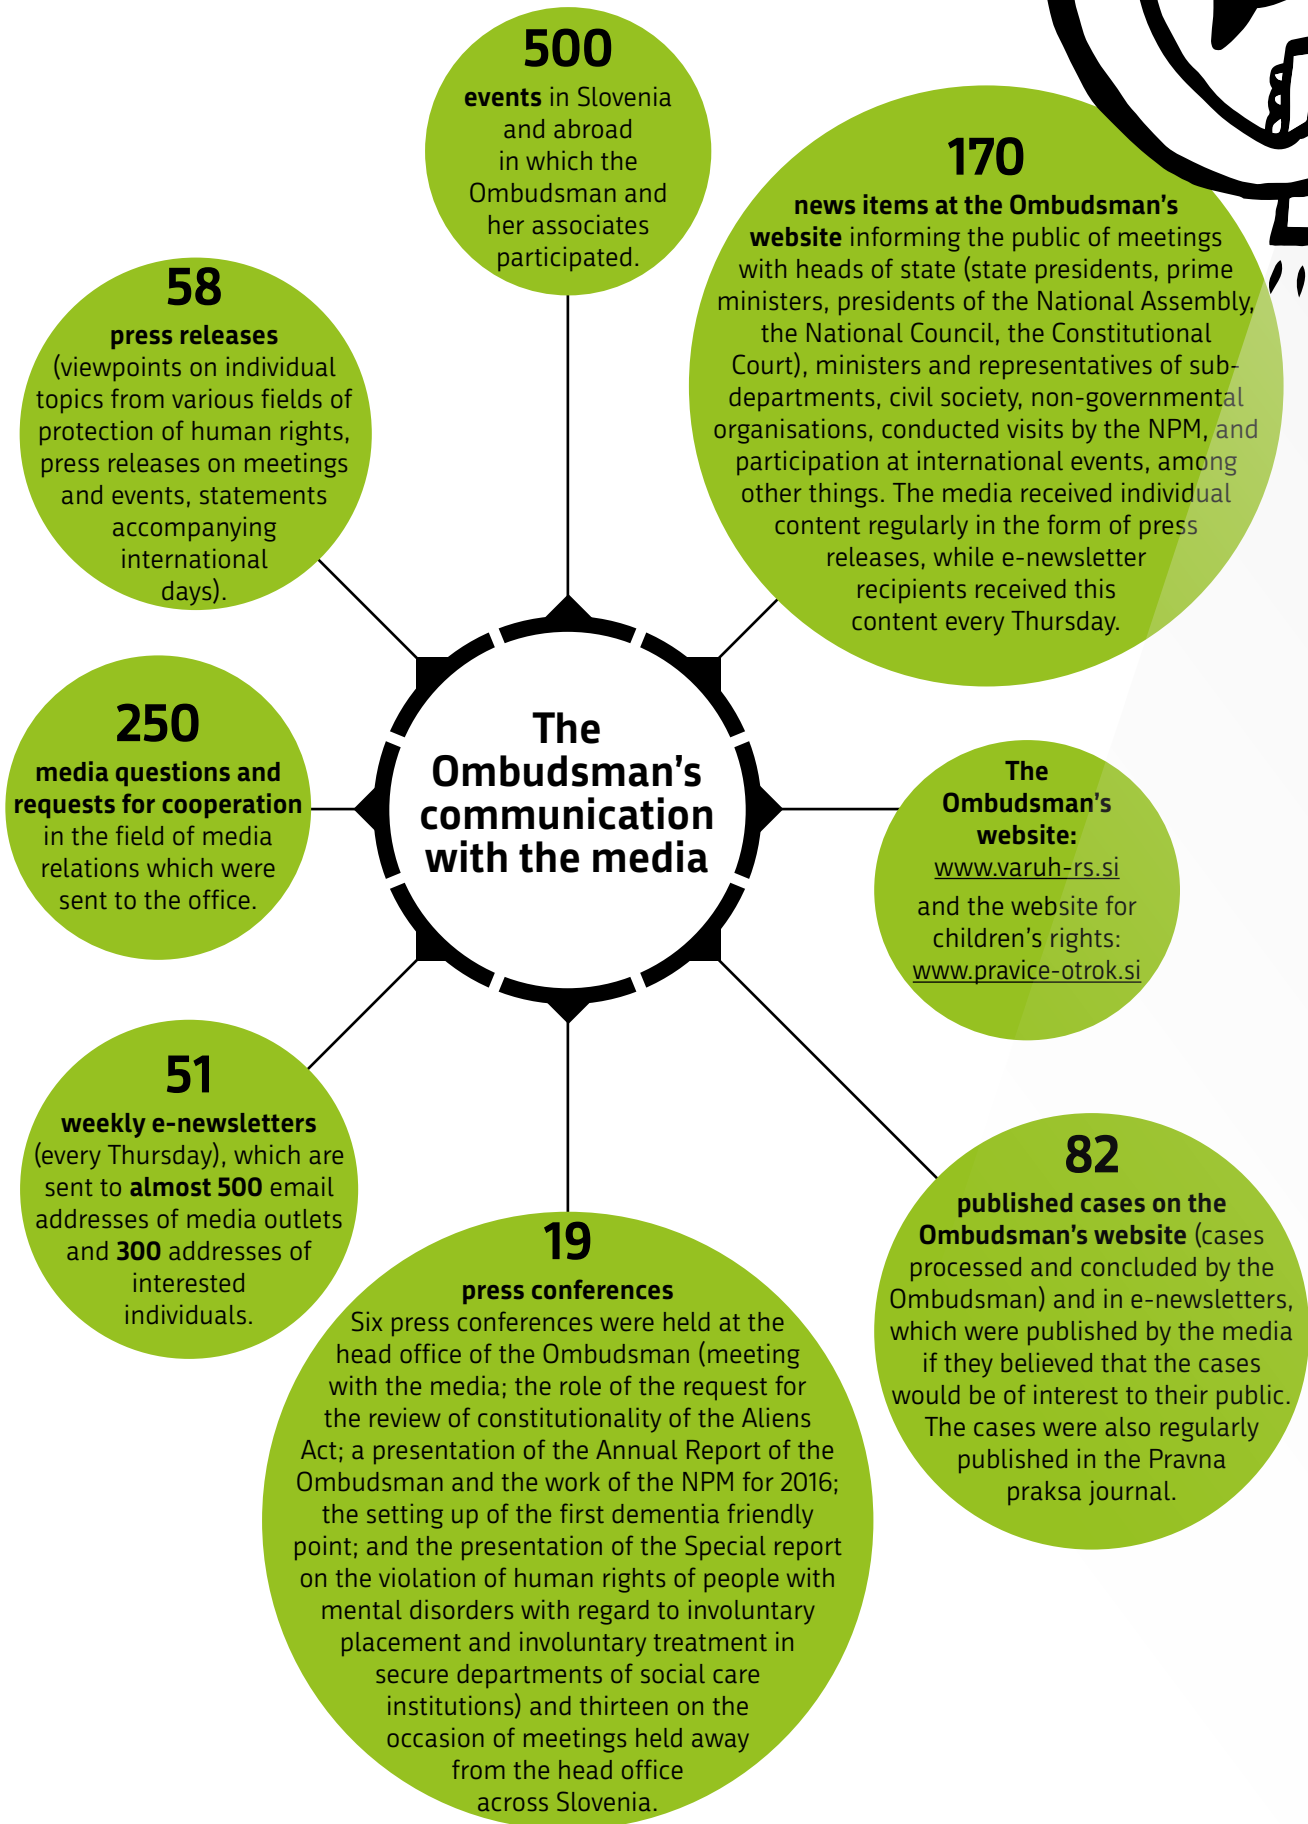 500
events in Slovenia
and abroad
in which the
Ombudsman and
her associates
participated.
170
news items at the Ombudsman's
website informing the public of meetings
with heads of state (state presidents, prime
ministers, presidents of the National Assembly,
the National Council, the Constitutional
Court), ministers and representatives of sub-
departments, civil society, non-governmental
organisations, conducted visits by the NPM, and
participation at international events, among
other things. The media received individual
content regularly in the form of press
releases, while e-newsletter
recipients received this
content every Thursday.
58
press releases
(viewpoints on individual
topics from various fields of
protection of human rights,
press releases on meetings
and events, statements
accompanying
international
days).
250
media questions and
requests for cooperation
in the field of media
relations which were
sent to the office.
The
Ombudsman's
communication
with the media
The
Ombudsman's
website:
www.varuh-rs.si
and the website for
children's rights:
www.pravice-otrok.si
51
weekly e-newsletters
(every Thursday), which are
sent to almost 500 email
addresses of media outlets
and 300 addresses of
interested
individuals.
19
press conferences
Six press conferences were held at the
head office of the Ombudsman (meeting
with the media; the role of the request for
the review of constitutionality of the Aliens
Act; a presentation of the Annual Report of the
Ombudsman and the work of the NPM for 2016;
the setting up of the first dementia friendly
point; and the presentation of the Special report
on the violation of human rights of people with
mental disorders with regard to involuntary
placement and involuntary treatment in
secure departments of social care
institutions) and thirteen on the
occasion of meetings held away
from the head office
across Slovenia.
82
published cases on the
Ombudsman's website (cases
processed and concluded by the
Ombudsman) and in e-newsletters,
which were published by the media
if they believed that the cases
would be of interest to their public.
The cases were also regularly
published in the Pravna
praksa journal.